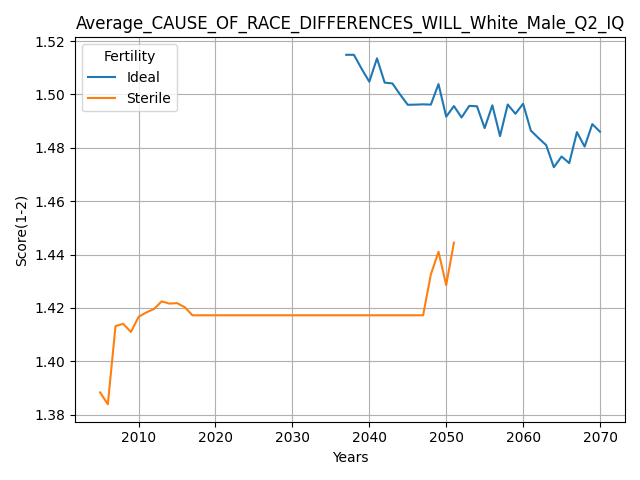 Average_CAUSE_OF_RACE_DIFFERENCES_WILL_White_Male_Q2_IQ
Fertility
Ideal
Sterile
Score(1-2)
1.52
1.50
1.48
1.46
1.44
1.42
1.40
1.38
2010 2020 2030 2040 2050 2060 2070
Years